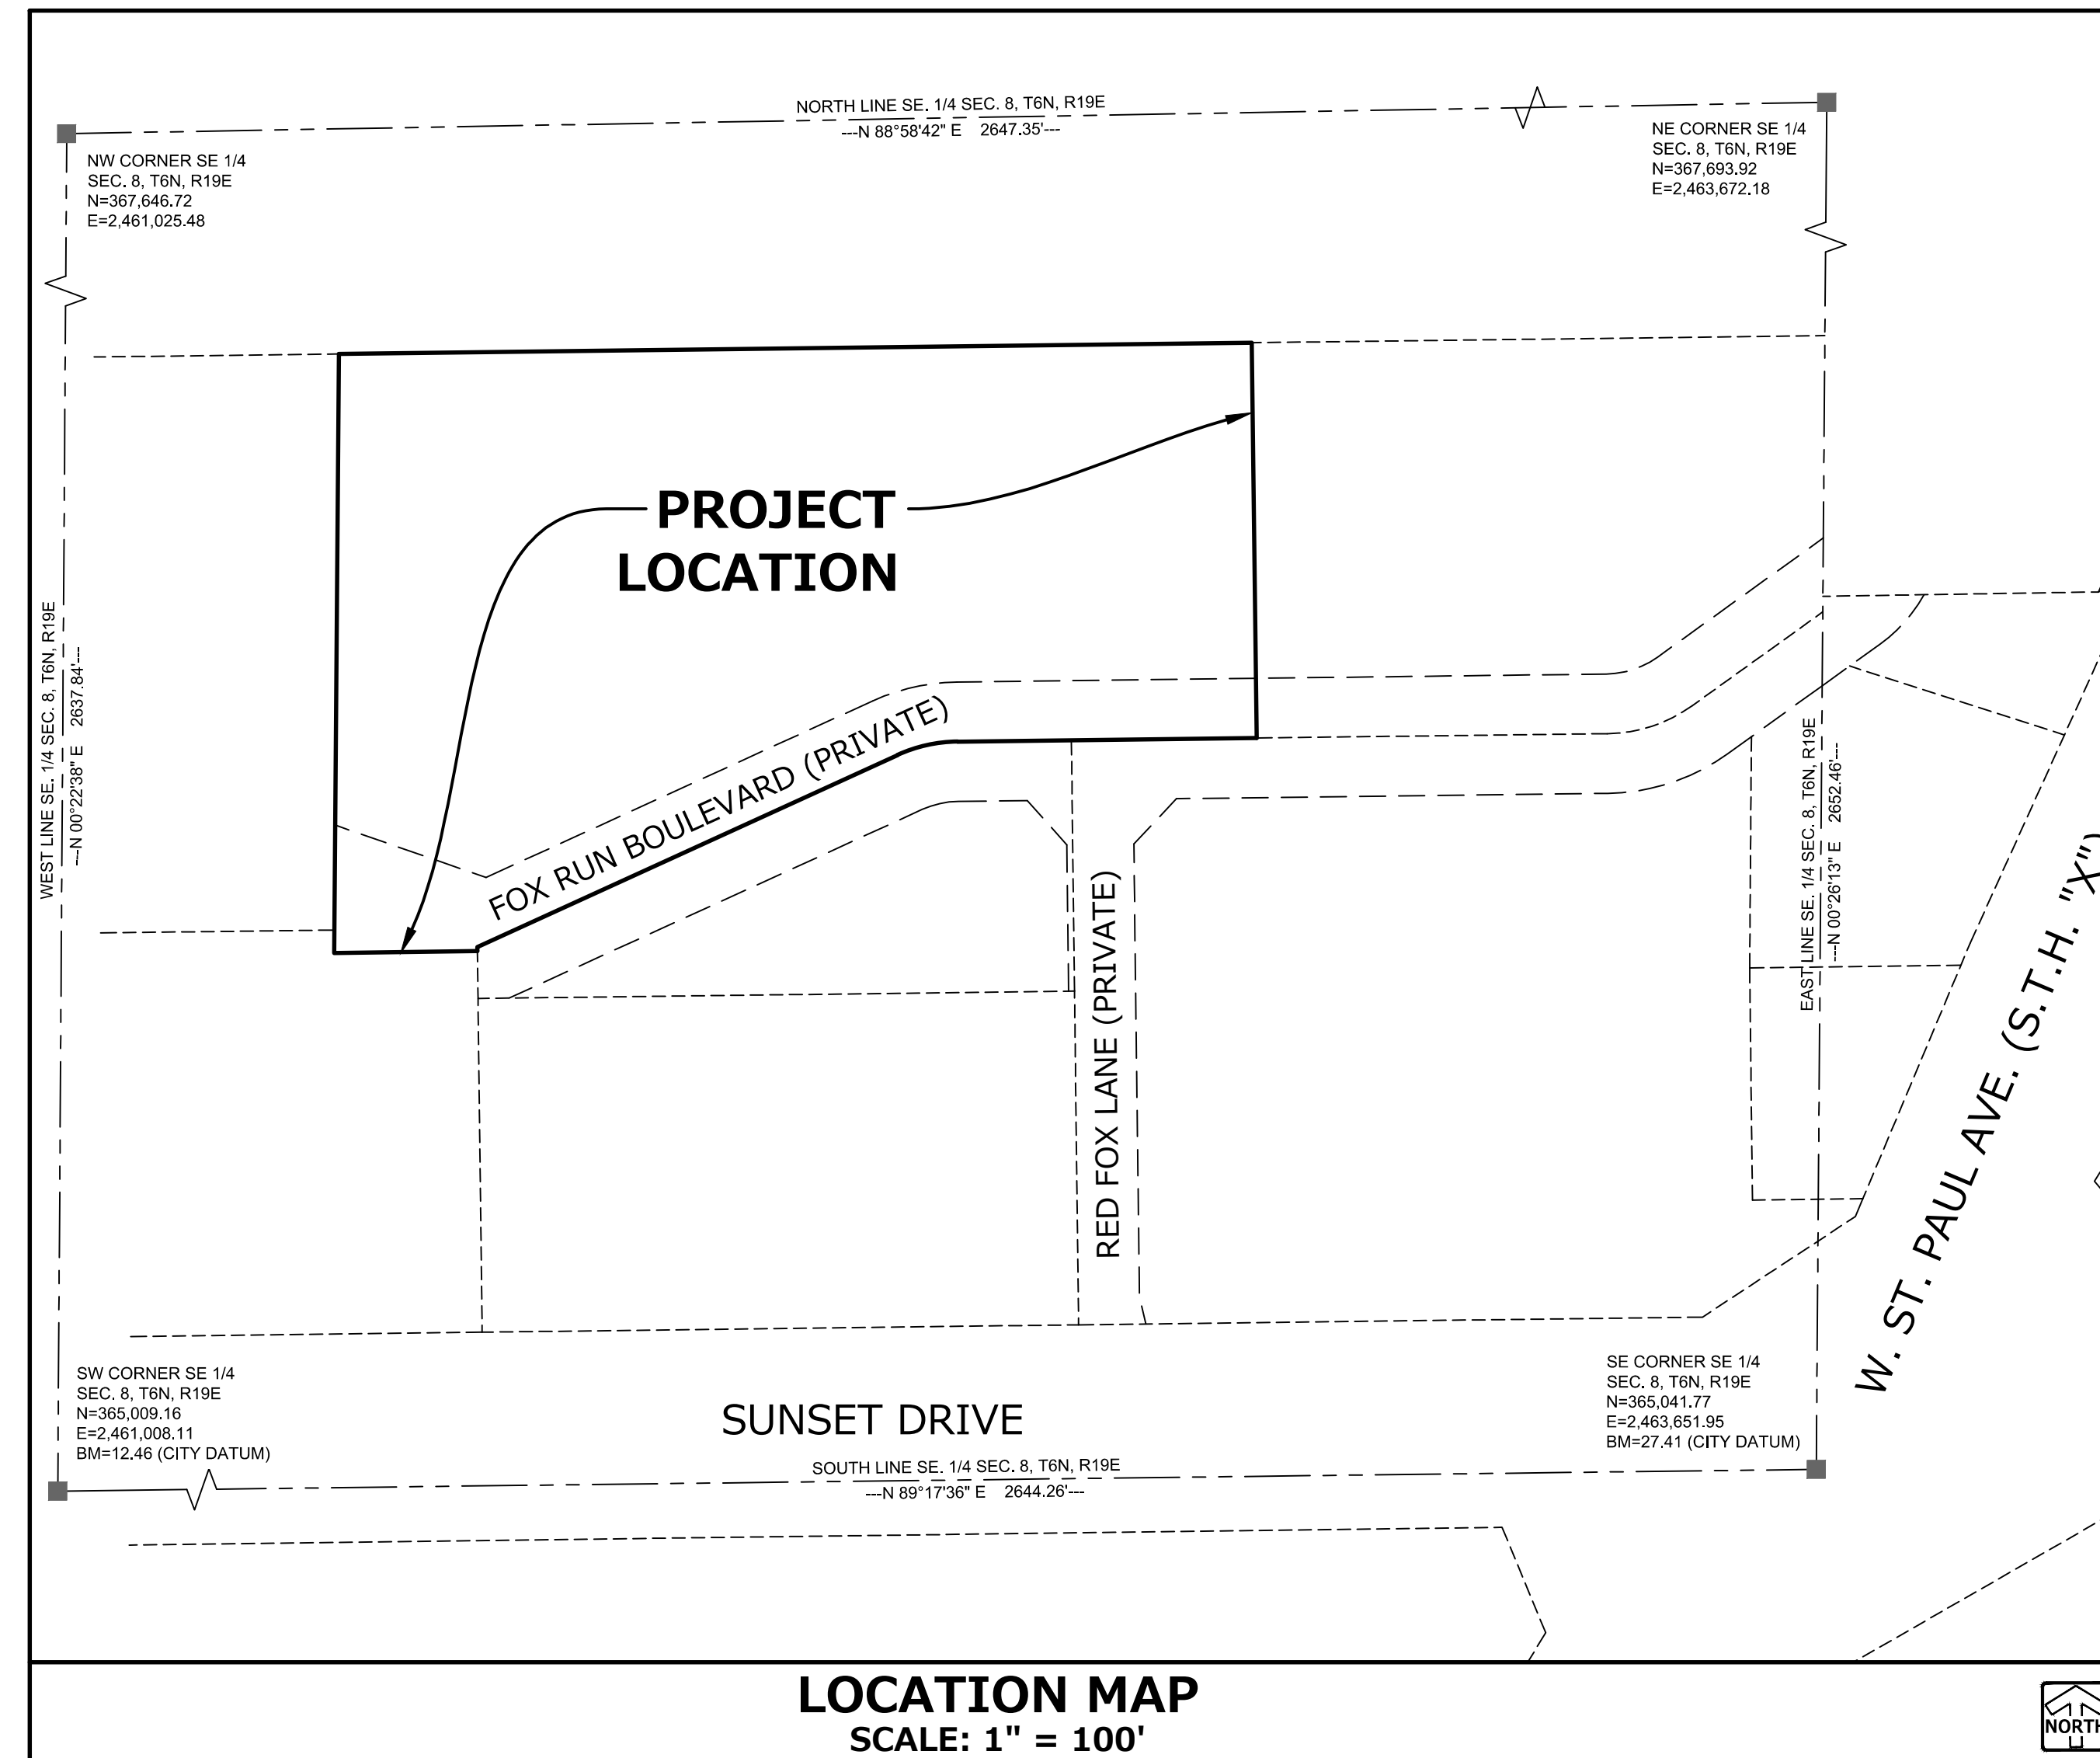 NORTH LINE SE. 1/4 SEC. 8, T6N, R19E
---N 88°58'42" E 2647.35'---
NW CORNER SE 1/4
SEC. 8, T6N, R19E
N=367,646.72
E=2,461,025.48
NE CORNER SE 1/4
SEC. 8, T6N, R19E
N=367,693.92
E=2,463,672.18
PROJECT
LOCATION
WEST LINE SE. 1/4 SEC. 8, T6N, R19E
---N 00°22'38" E 2637.84'---
FOX RUN BOULEVARD (PRIVATE)
RED FOX LANE (PRIVATE)
EAST LINE SE. 1/4 SEC. 8, T6N, R19E
---N 00°26'13" E 2652.46'---
W. ST. PAUL AVE. (S.T.H. "X")
SW CORNER SE 1/4
SEC. 8, T6N, R19E
N=365,009.16
E=2,461,008.11
BM=12.46 (CITY DATUM)
SUNSET DRIVE
SE CORNER SE 1/4
SEC. 8, T6N, R19E
N=365,041.77
E=2,463,651.95
BM=27.41 (CITY DATUM)
SOUTH LINE SE. 1/4 SEC. 8, T6N, R19E
---N 89°17'36" E 2644.26'---
LOCATION MAP
SCALE: 1" = 100'
NORTH